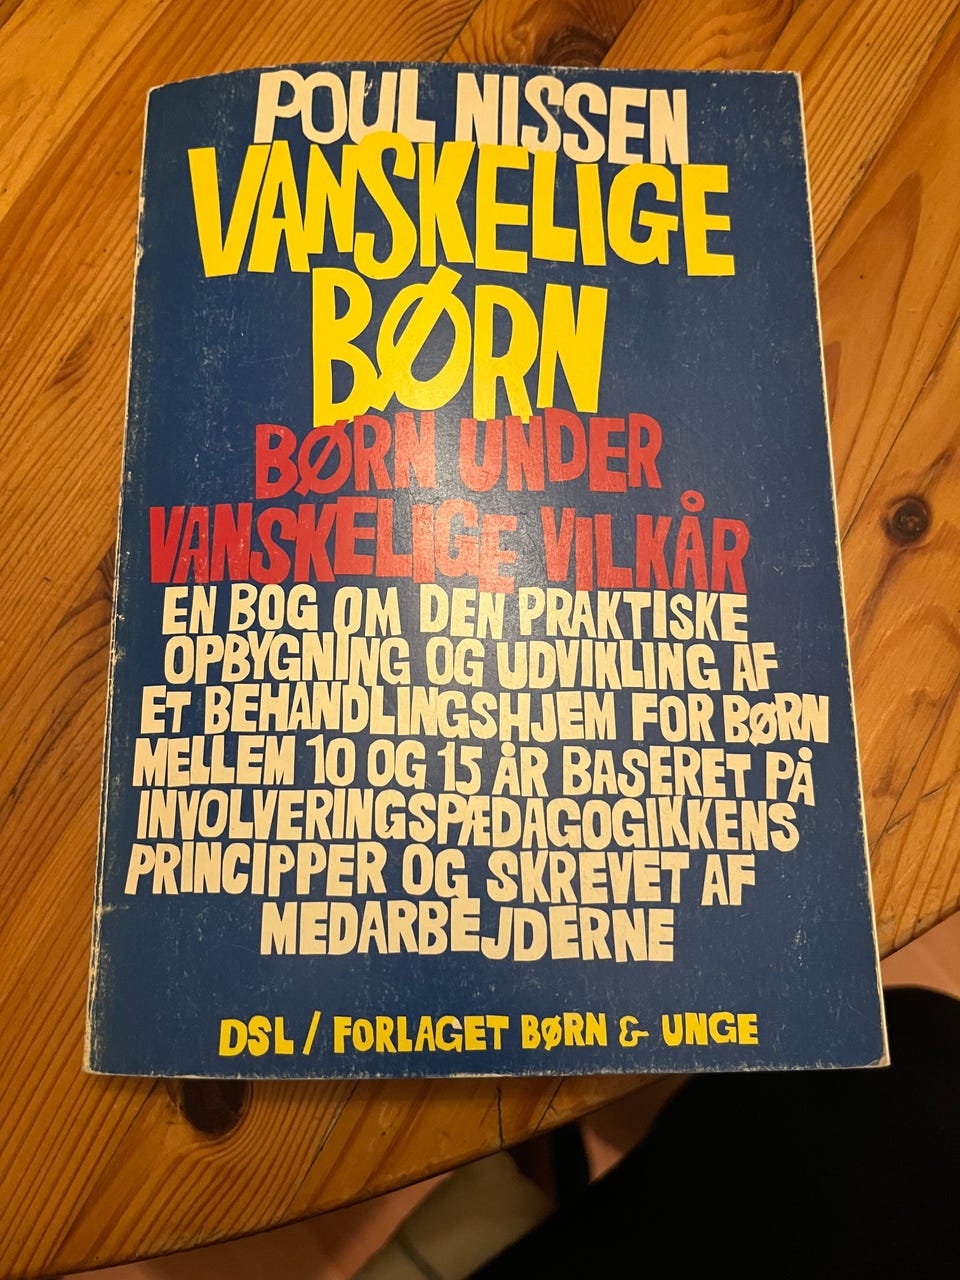 POUL NISSEN
VANSKELIGE
BØRN
BØRN UNDER
VANSKELIGE VILKÅR
EN BOG OM DEN PRAKTISKE
OPBYGNING OG UDVIKLING AF
ET BEHANDLINGSHJEM FOR BØRN
MELLEM 10 OG 15 ÅR BASERET PÅ
INVOLVERINGSPÆDAGOGIKKENS
PRINCIPPER OG SKREVET AF
MEDARBEJDERNE
DSL / FORLAGET BØRN & UNGE